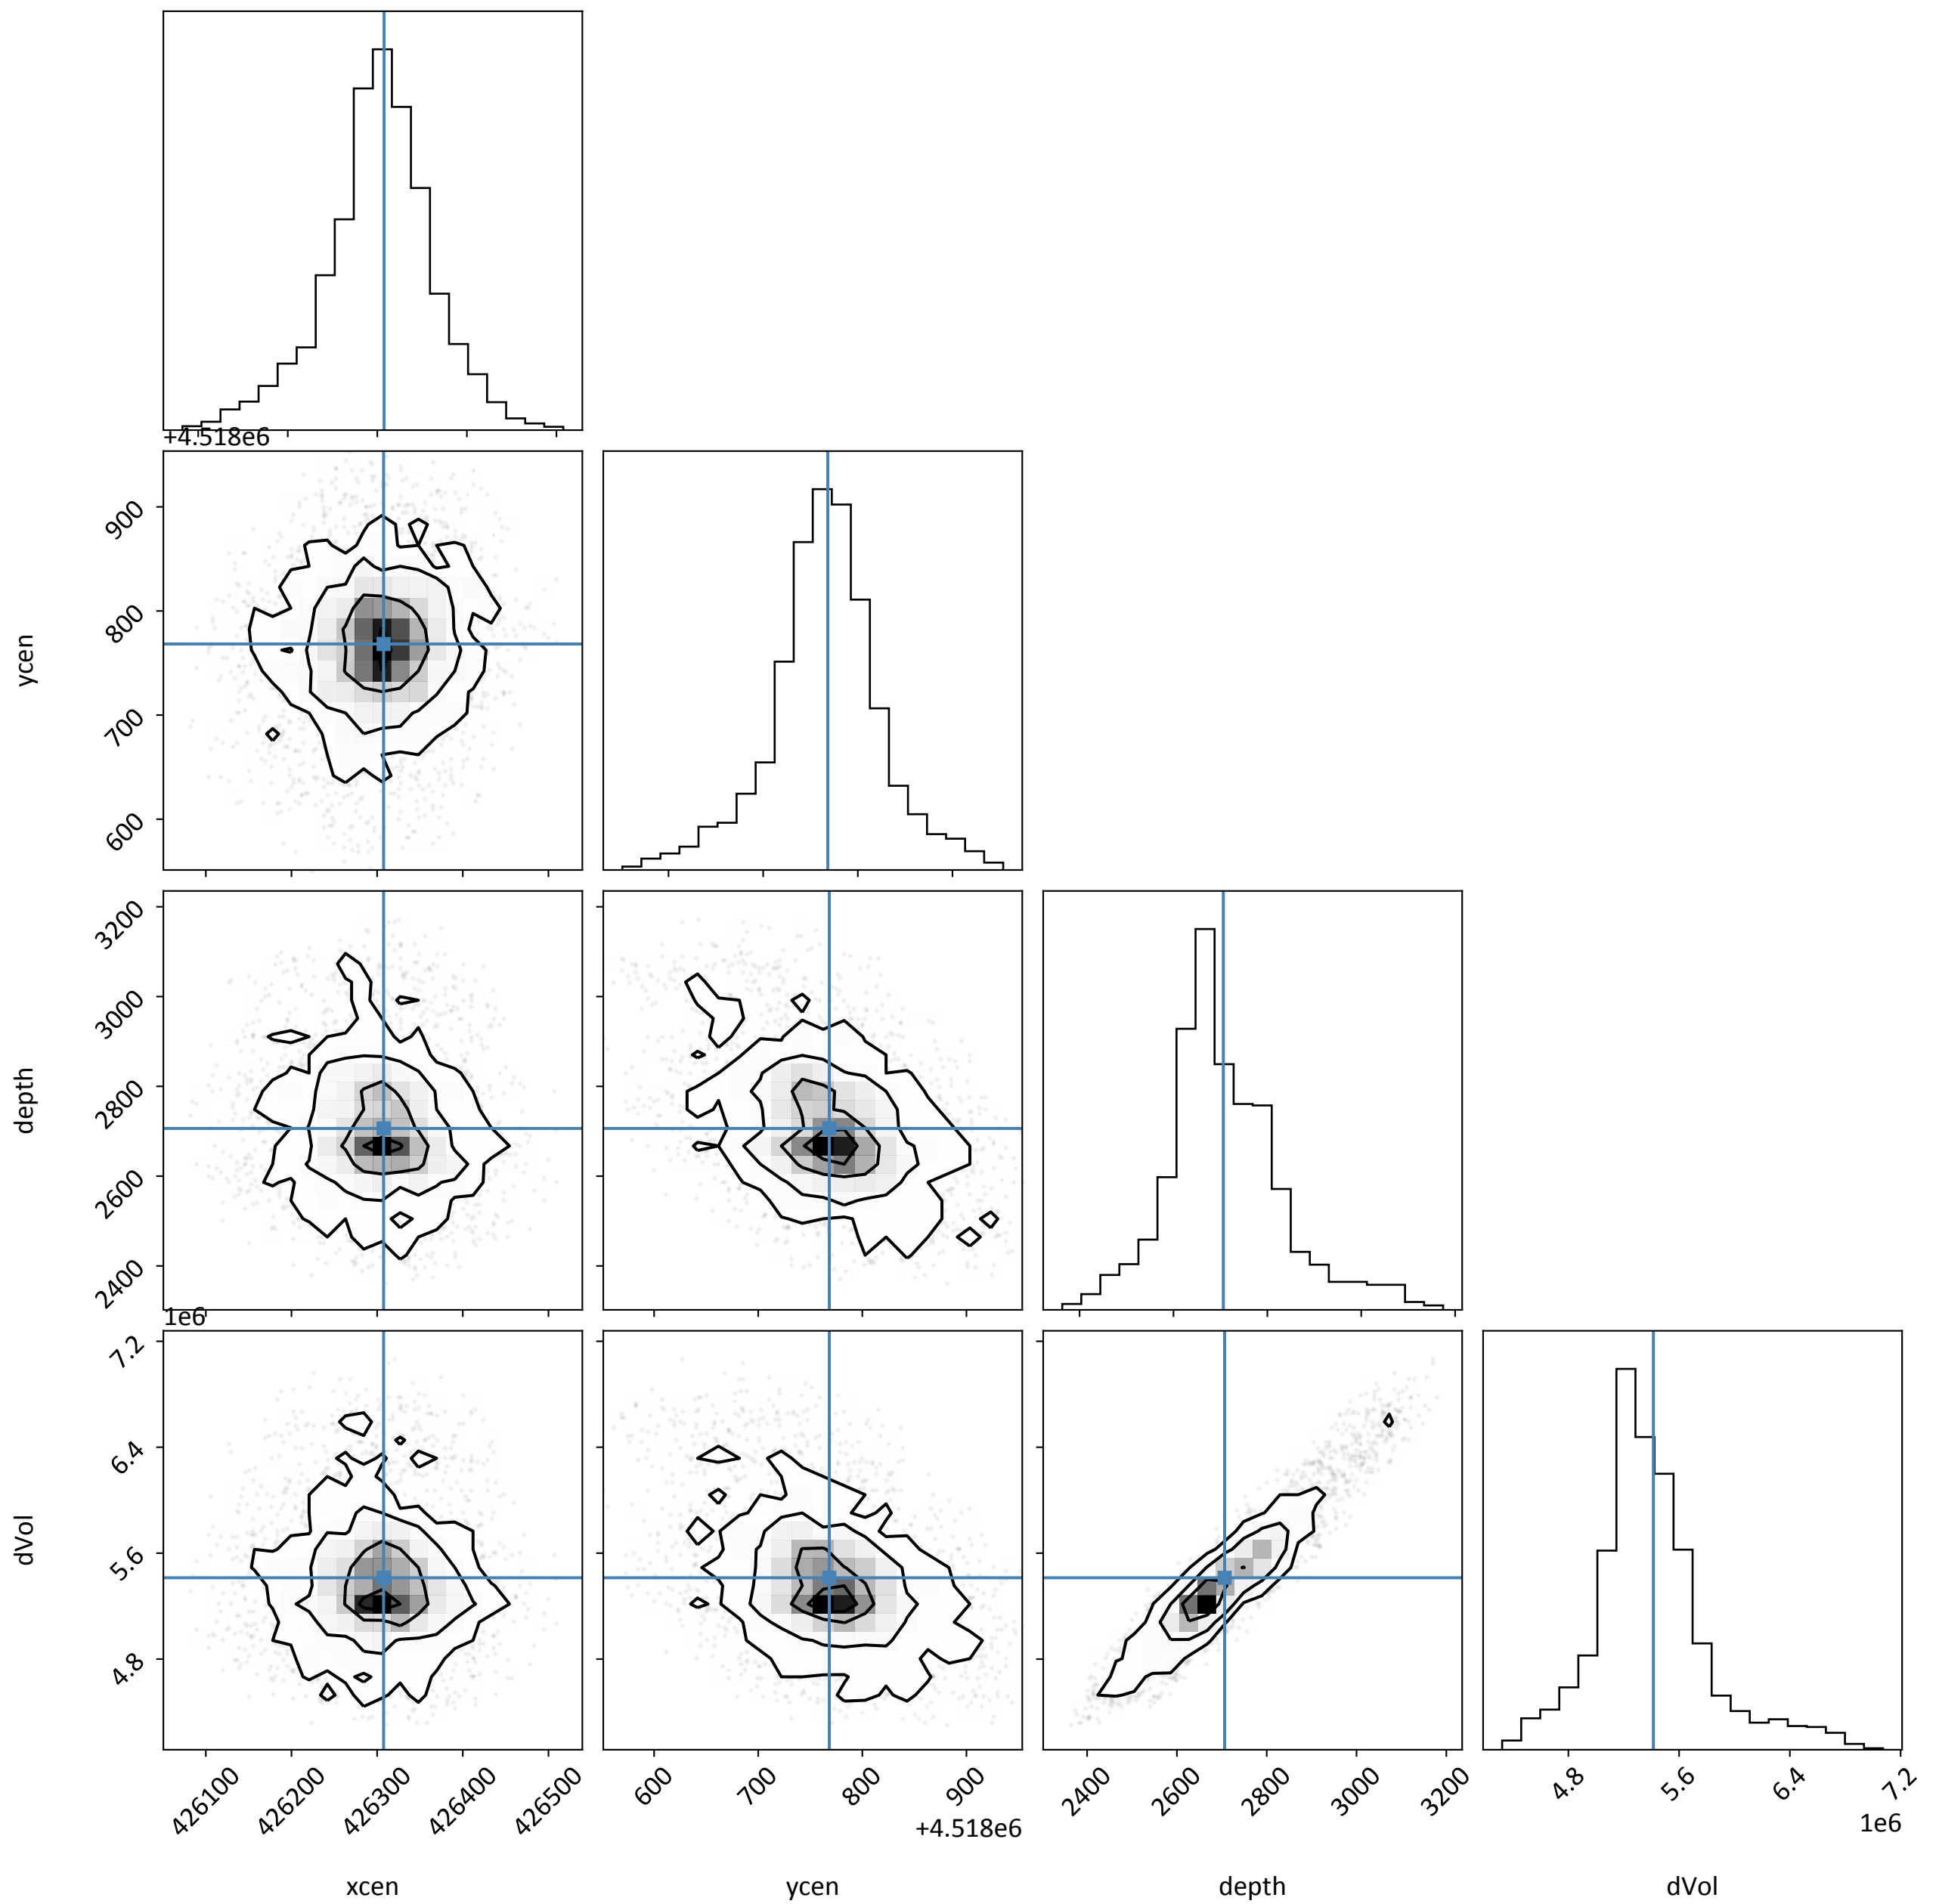 +4.518e6
900
800
700
600
ycen
3200
3000
2800
2600
2400
depth
1e6
7.2
6.4
5.6
4.8
dVol
426100 426200 426300 426400 426500
600 700 800 900
2400 2600 2800 3000 3200
4.8 5.6 6.4 7.2
+4.518e6 1e6
xcen ycen depth dVol